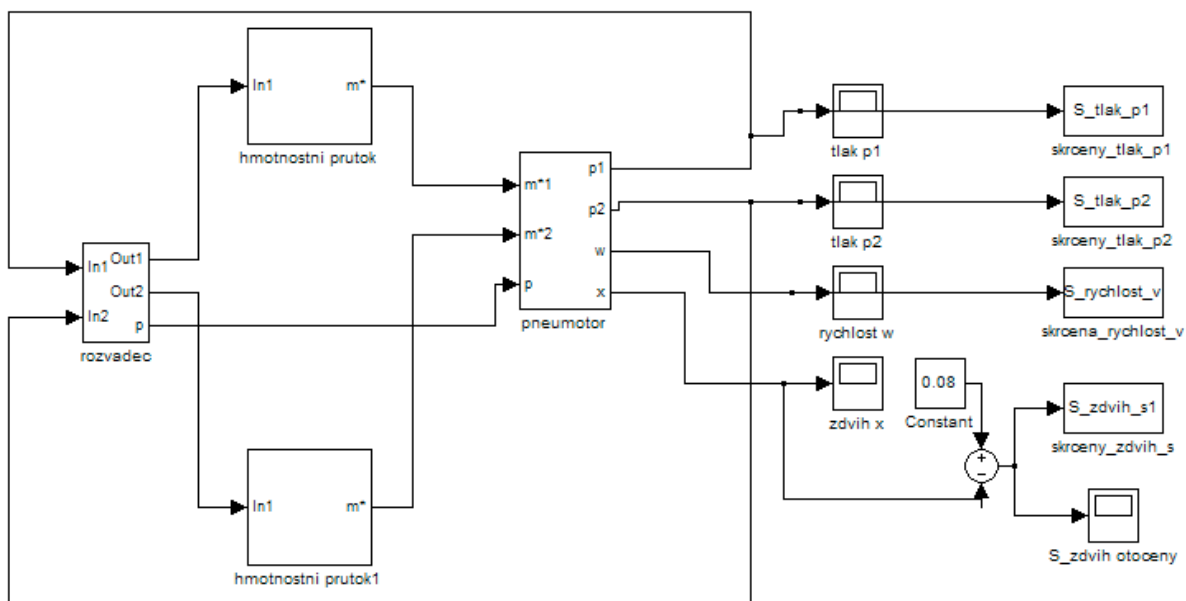 In1
m*
hmotnostni prutok
In1
In2
Out1
Out2
p
rozvadec
m*1
m*2
p
p1
p2
w
x
pneumotor
In1
m*
hmotnostni prutok1
tlak p1
S_tlak_p1
skrceny_tlak_p1
tlak p2
S_tlak_p2
skrceny_tlak_p2
rychlost w
S_rychlost_v
skrcena_rychlost_v
zdvih x
0.08
Constant
+
−
S_zdvih_s1
skrceny_zdvih_s
S_zdvih otoceny